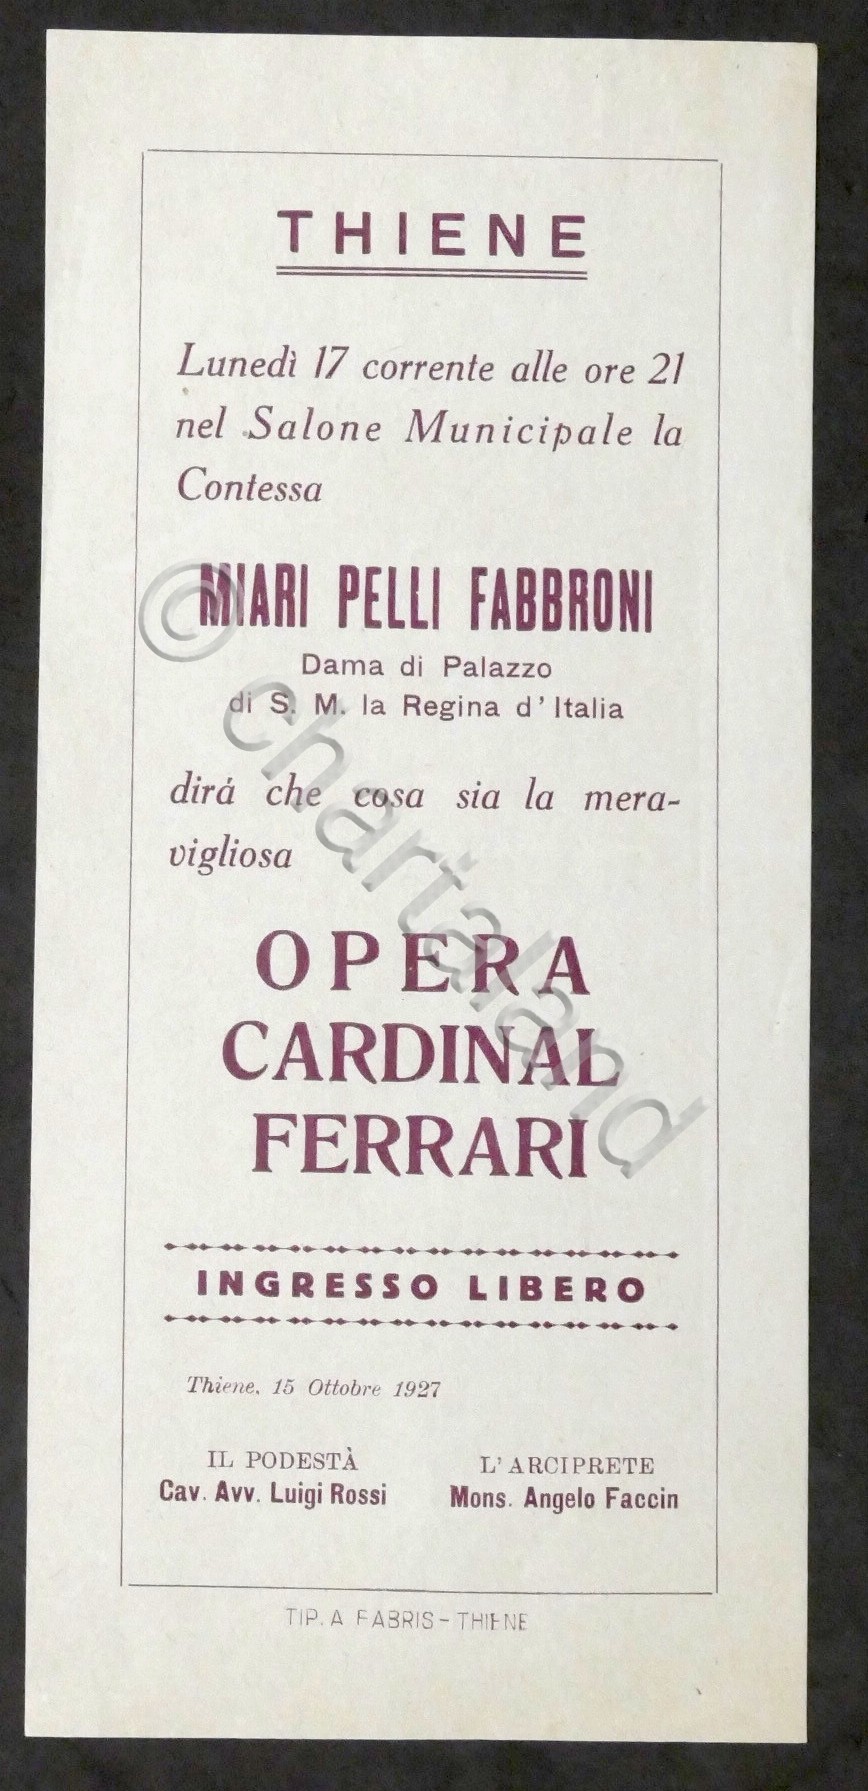 THIENE
Lunedì 17 corrente alle ore 21
nel Salone Municipale la
Contessa
MIARI PELLI FABBRONI
Dama di Palazzo
di S. M. la Regina d'Italia
dirá che cosa sia la mera-
vigliosa
OPERA
CARDINAL
FERRARI
INGRESSO LIBERO
Thiene, 15 Ottobre 1927
IL PODESTÀ
Cav. Avv. Luigi Rossi
L'ARCIPRETE
Mons. Angelo Faccin
TIP. A FABRIS - THIENE
© chartaland